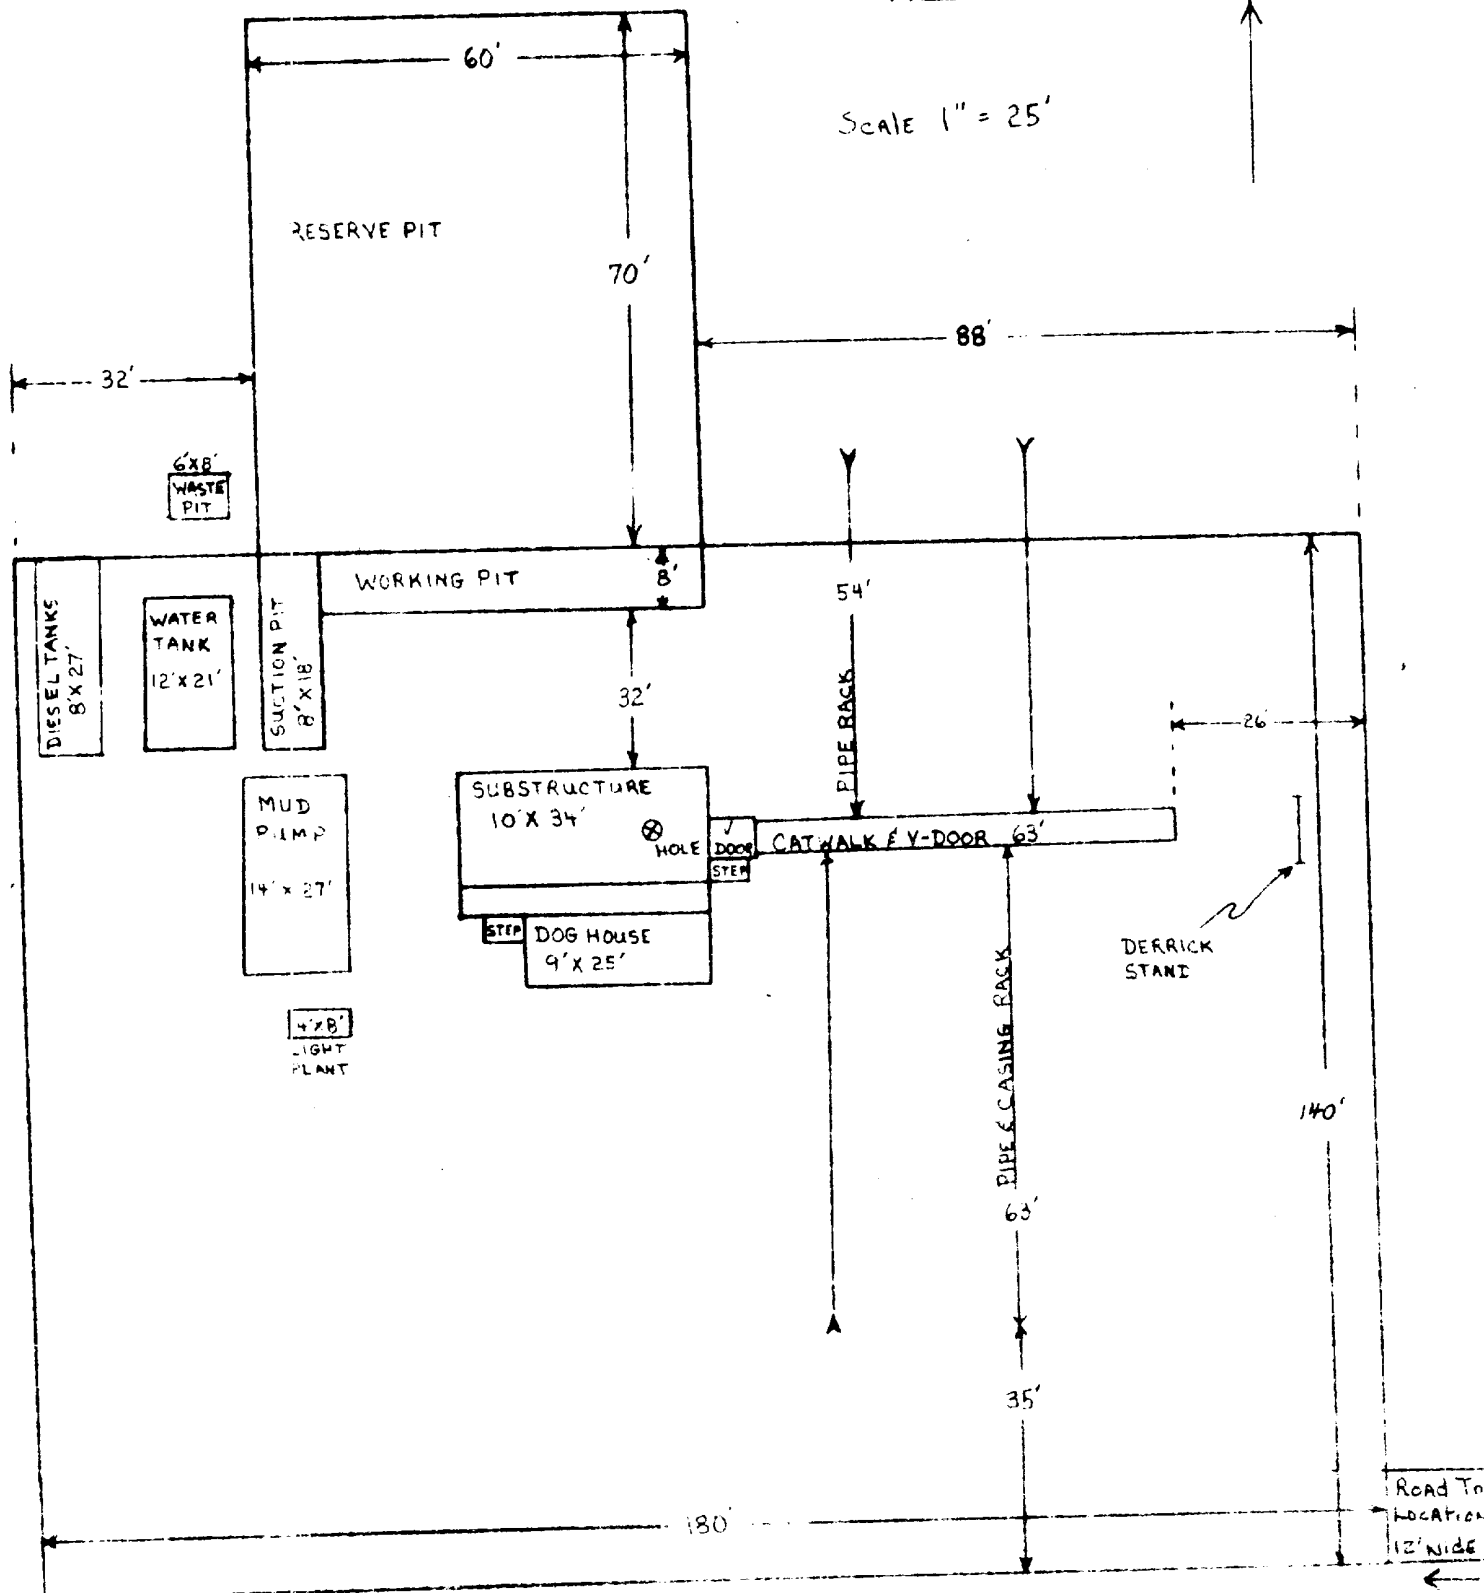 60'
Scale 1" = 25'
RESERVE PIT
70'
88'
32'
6'X8'
WASTE
PIT
WORKING PIT
8'
54'
DIESEL TANKS
8'X27'
WATER
TANK
12'X21'
SUCTION PIT
8'X18'
32'
PIPE RACK
26'
SUBSTRUCTURE
10'X34'
HOLE
DOOR
STEP
CATWALK & V-DOOR 63'
MUD
PUMP
14'x27'
STEP
DOG HOUSE
9'X25'
DERRICK
STAND
4'X8'
LIGHT
PLANT
PIPE & CASING RACK
63'
140'
35'
180'
Road To
Location
12' Wide